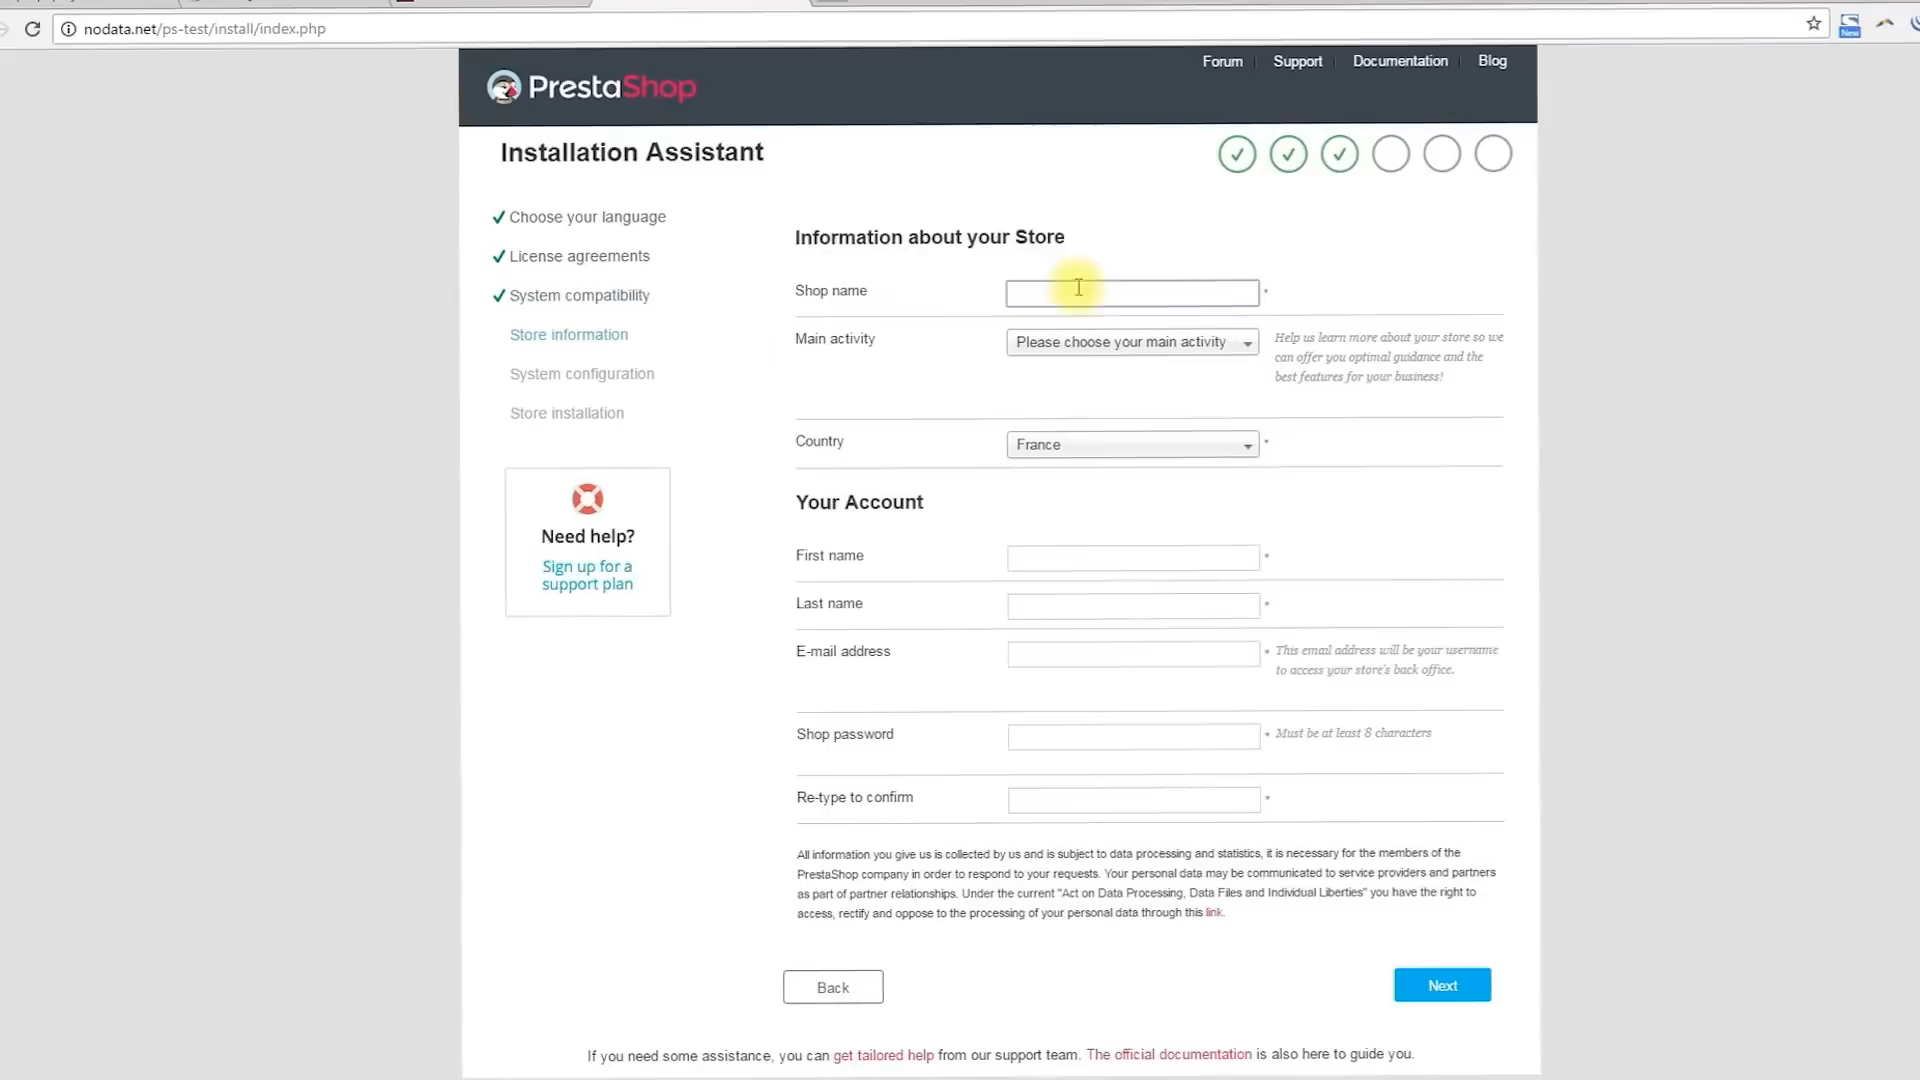 nodata.net/ps-test/install/index.php
New
Forum
Support
Documentation
Blog
PrestaShop
Installation Assistant
Choose your language
License agreements
System compatibility
Store information
System configuration
Store installation
Need help?
Sign up for a
support plan
Information about your Store
Shop name
*
Main activity
Please choose your main activity
Help us learn more about your store so we
can offer you optimal guidance and the
best features for your business!
Country
France
*
Your Account
First name
*
Last name
*
E-mail address
* This email address will be your username
to access your store's back office.
Shop password
* Must be at least 8 characters
Re-type to confirm
*
All information you give us is collected by us and is subject to data processing and statistics, it is necessary for the members of the
PrestaShop company in order to respond to your requests. Your personal data may be communicated to service providers and partners
as part of partner relationships. Under the current "Act on Data Processing, Data Files and Individual Liberties" you have the right to
access, rectify and oppose to the processing of your personal data through this link.
Back
Next
If you need some assistance, you can get tailored help from our support team. The official documentation is also here to guide you.